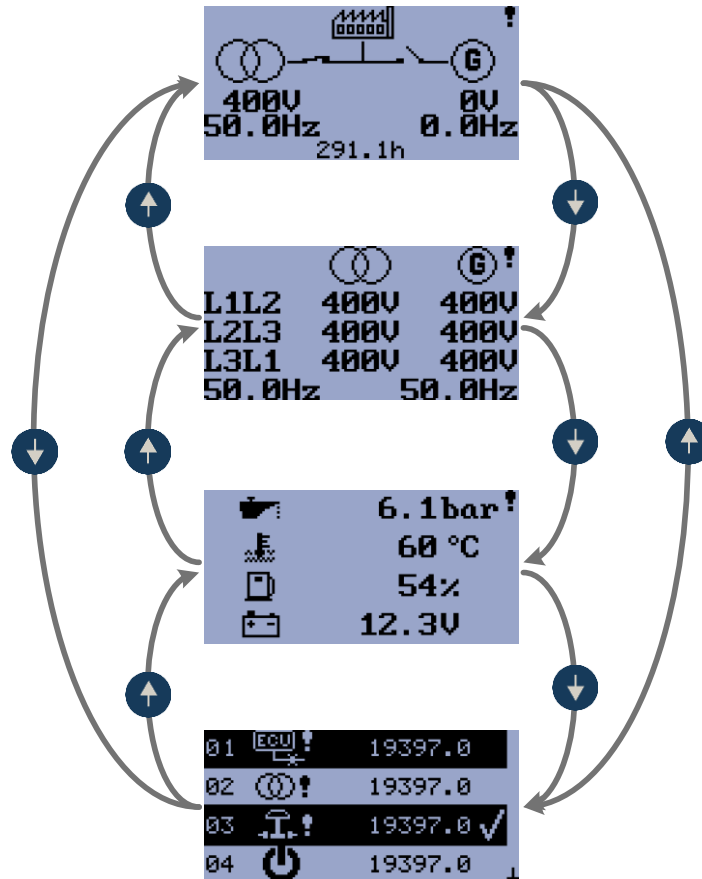 !
G
400V 0V
50.0Hz 0.0Hz
291.1h
G !
L1L2 400V 400V
L2L3 400V 400V
L3L1 400V 400V
50.0Hz 50.0Hz
6.1bar !
60 °C
54%
12.3V
01 ECU ! 19397.0
02 ! 19397.0
03 ! 19397.0
04 19397.0